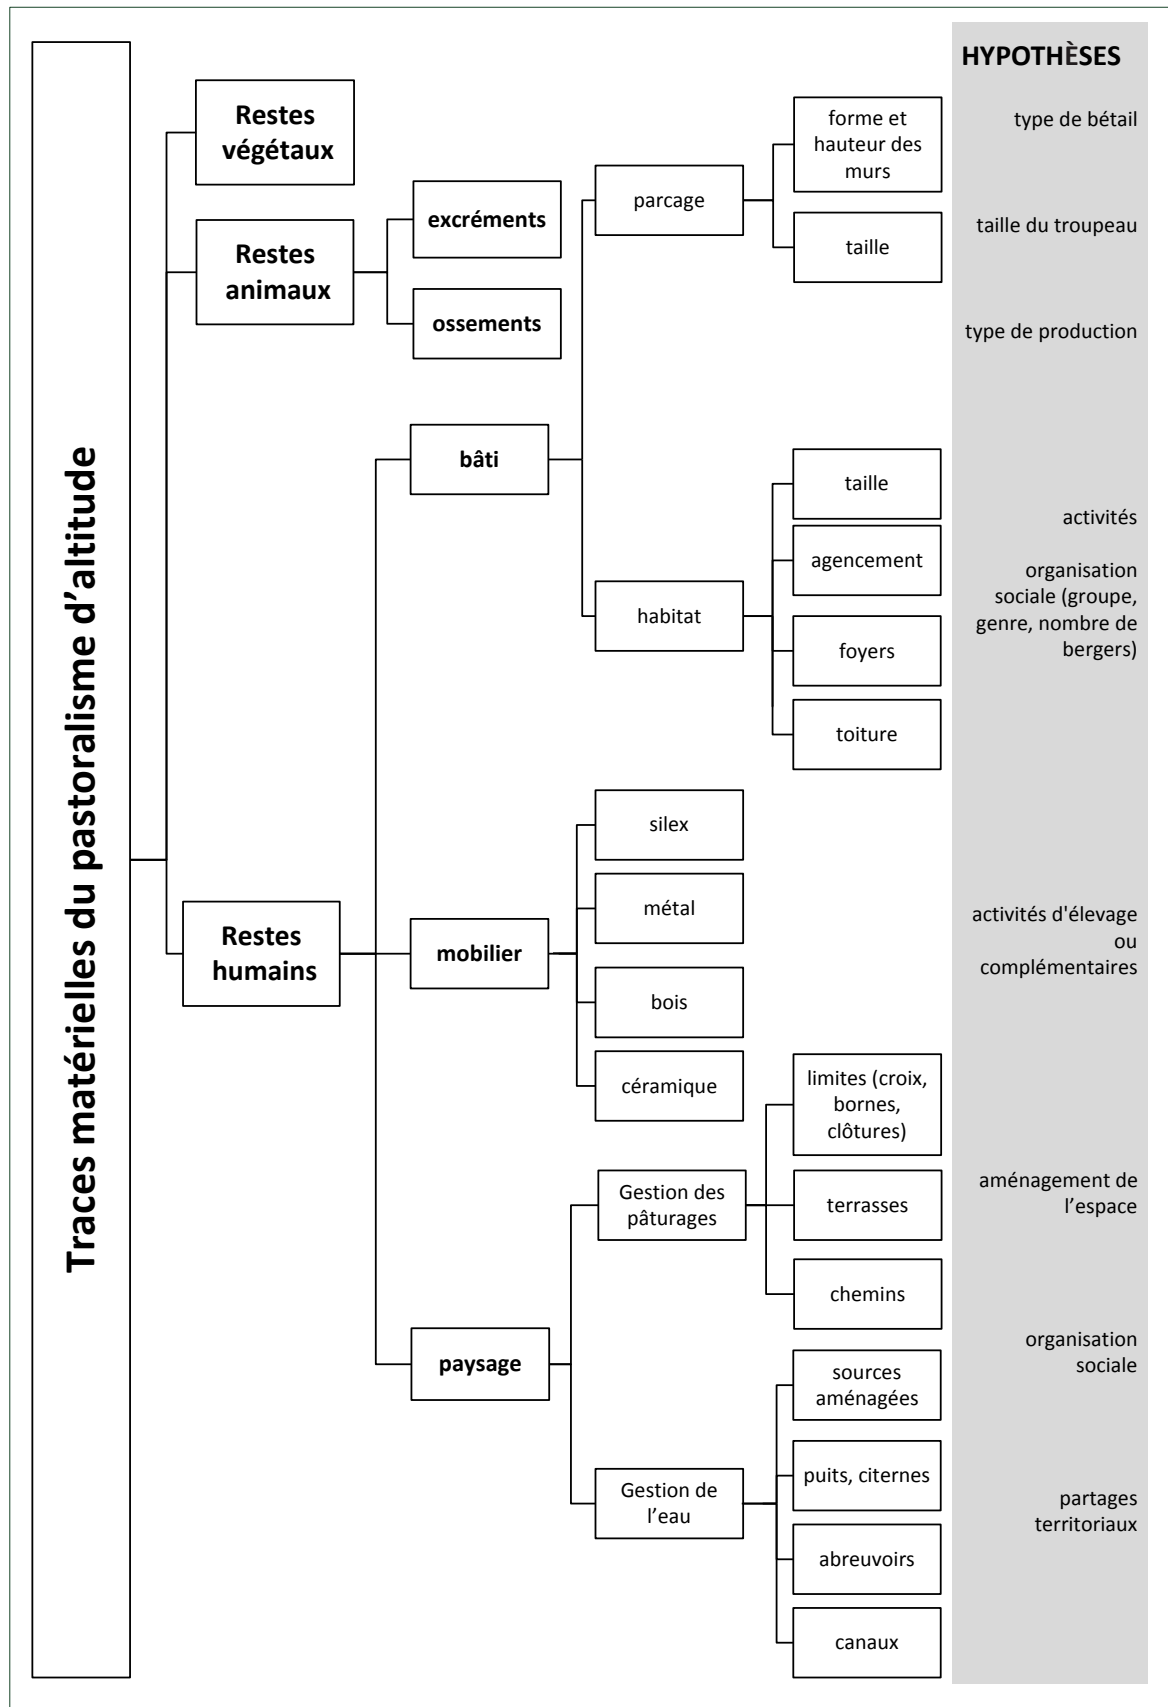 Traces matérielles du pastoralisme d’altitude
Restes
végétaux
Restes
animaux
excréments
ossements
Restes
humains
bâti
parcage
forme et
hauteur des
murs
taille
habitat
taille
agencement
foyers
toiture
mobilier
silex
métal
bois
céramique
paysage
Gestion des
pâturages
limites (croix,
bornes,
clôtures)
terrasses
chemins
Gestion de
l’eau
sources
aménagées
puits, citernes
abreuvoirs
canaux
HYPOTHÈSES
type de bétail
taille du troupeau
type de production
activités
organisation
sociale (groupe,
genre, nombre de
bergers)
activités d'élevage
ou
complémentaires
aménagement de
l’espace
organisation
sociale
partages
territoriaux